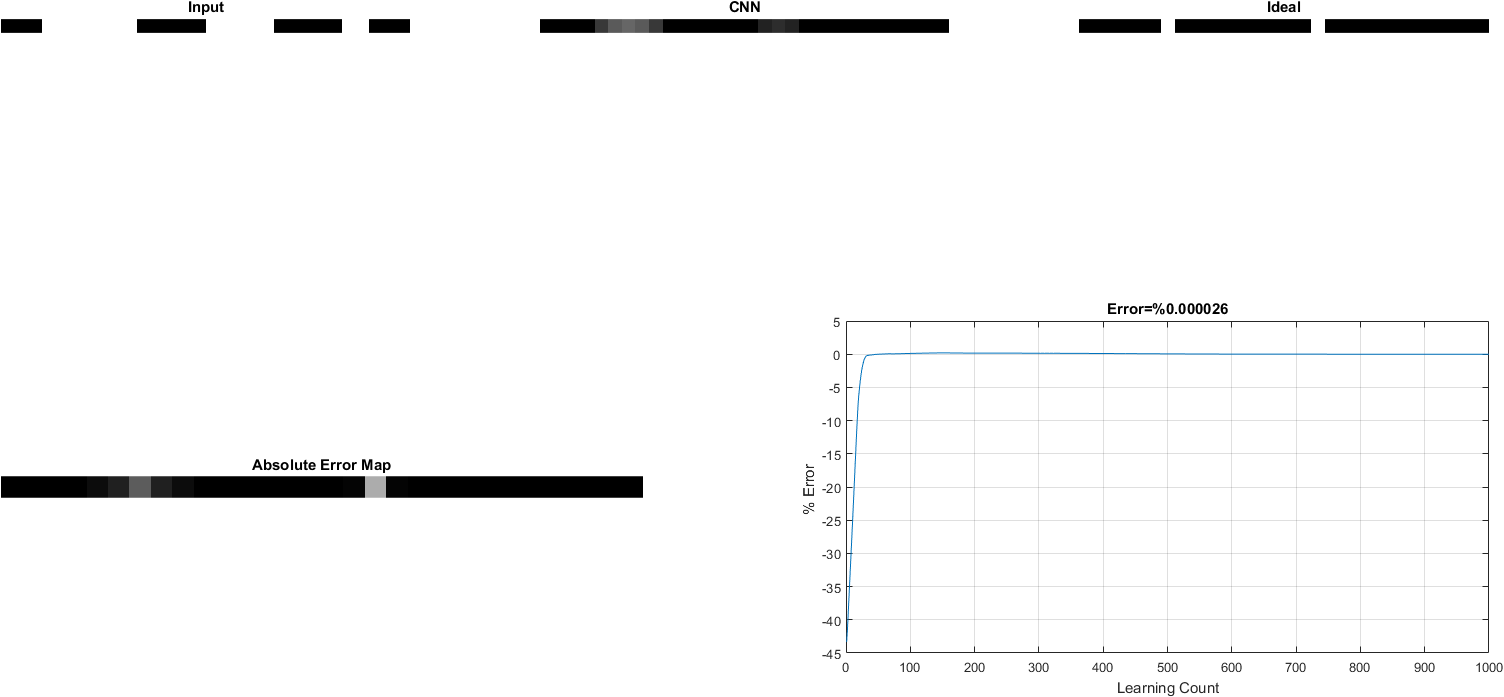 Input
CNN
Ideal
Error=%0.000026
5
0
-5
-10
-15
-20
-25
-30
-35
-40
-45
% Error
0 100 200 300 400 500 600 700 800 900 1000
Learning Count
Absolute Error Map